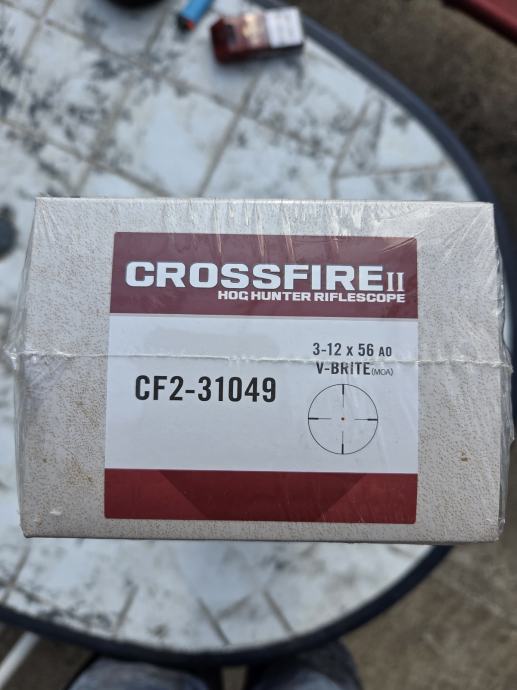 CROSSFIRE II
HOG HUNTER RIFLESCOPE
3-12 x 56 AO
V-BRITE (MOA)
CF2-31049